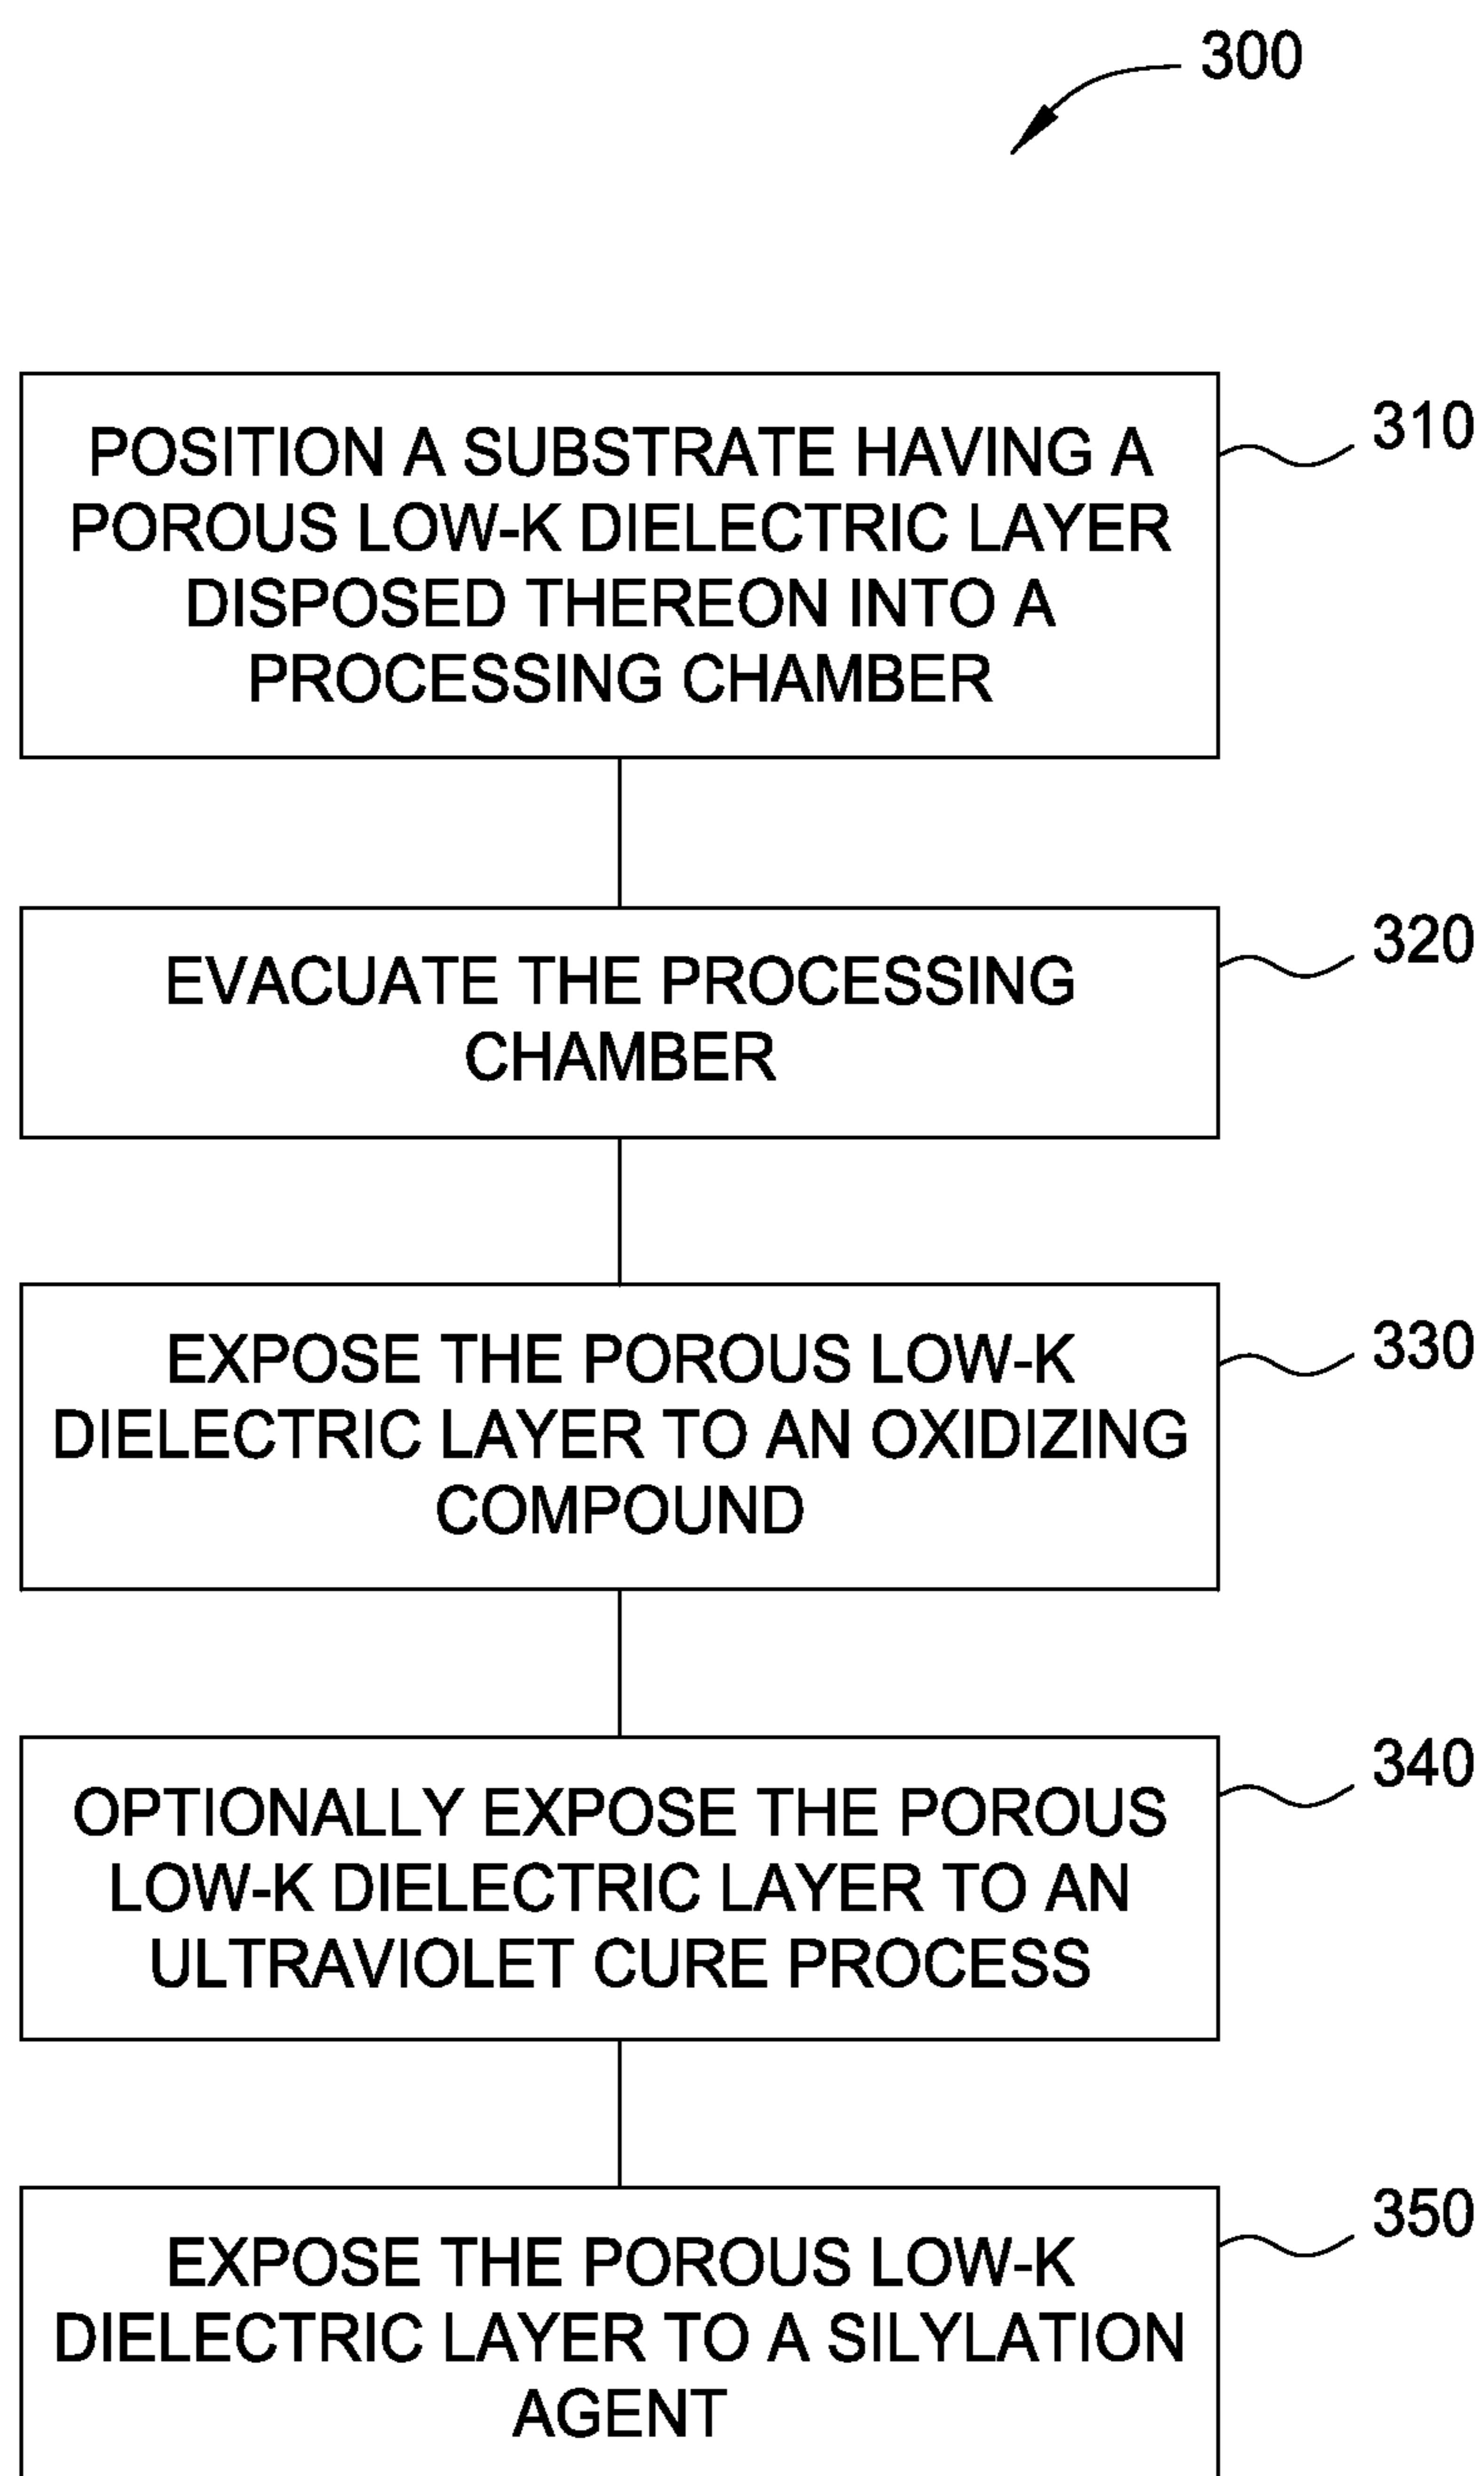 300
POSITION A SUBSTRATE HAVING A
POROUS LOW-K DIELECTRIC LAYER
DISPOSED THEREON INTO A
PROCESSING CHAMBER
310
EVACUATE THE PROCESSING
CHAMBER
320
EXPOSE THE POROUS LOW-K
DIELECTRIC LAYER TO AN OXIDIZING
COMPOUND
330
OPTIONALLY EXPOSE THE POROUS
LOW-K DIELECTRIC LAYER TO AN
ULTRAVIOLET CURE PROCESS
340
EXPOSE THE POROUS LOW-K
DIELECTRIC LAYER TO A SILYLATION
AGENT
350